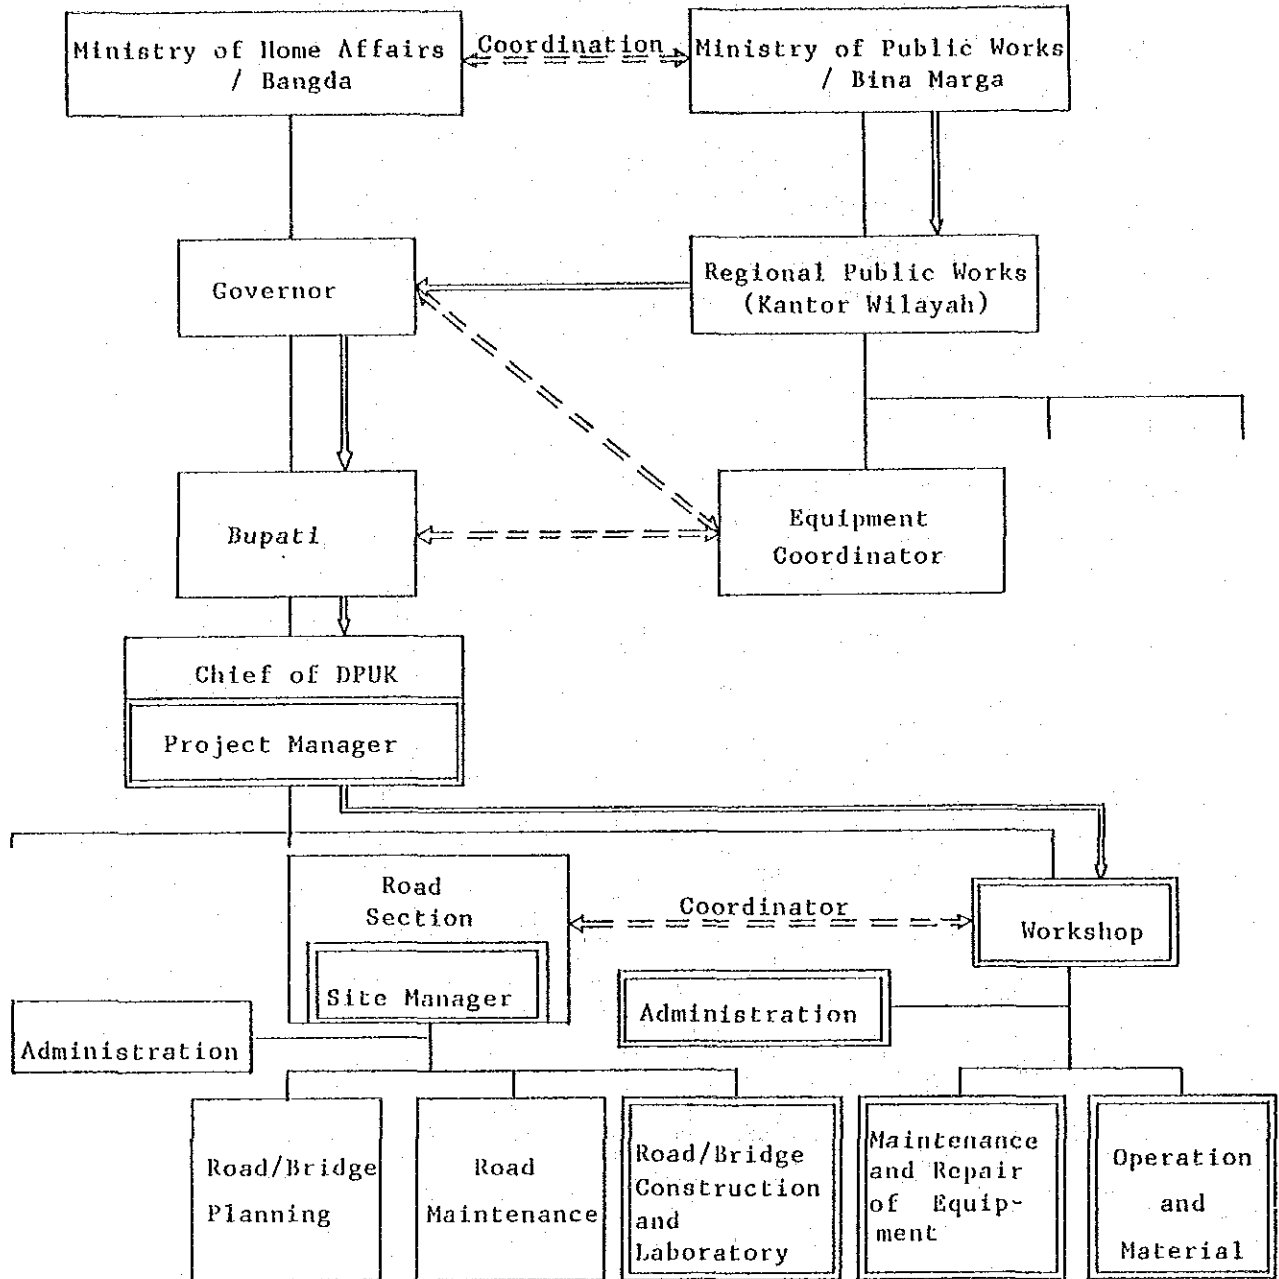 Ministry of Home Affairs
/ Bangda
Coordination
Ministry of Public Works
/ Bina Marga
Governor
Regional Public Works
(Kantor Wilayah)
Bupati
Equipment
Coordinator
Chief of DPUK
Project Manager
Road
Section
Site Manager
Coordinator
Workshop
Administration
Administration
Road/Bridge
Planning
Road
Maintenance
Road/Bridge
Construction
and
Laboratory
Maintenance
and Repair
of Equip-
ment
Operation
and
Material